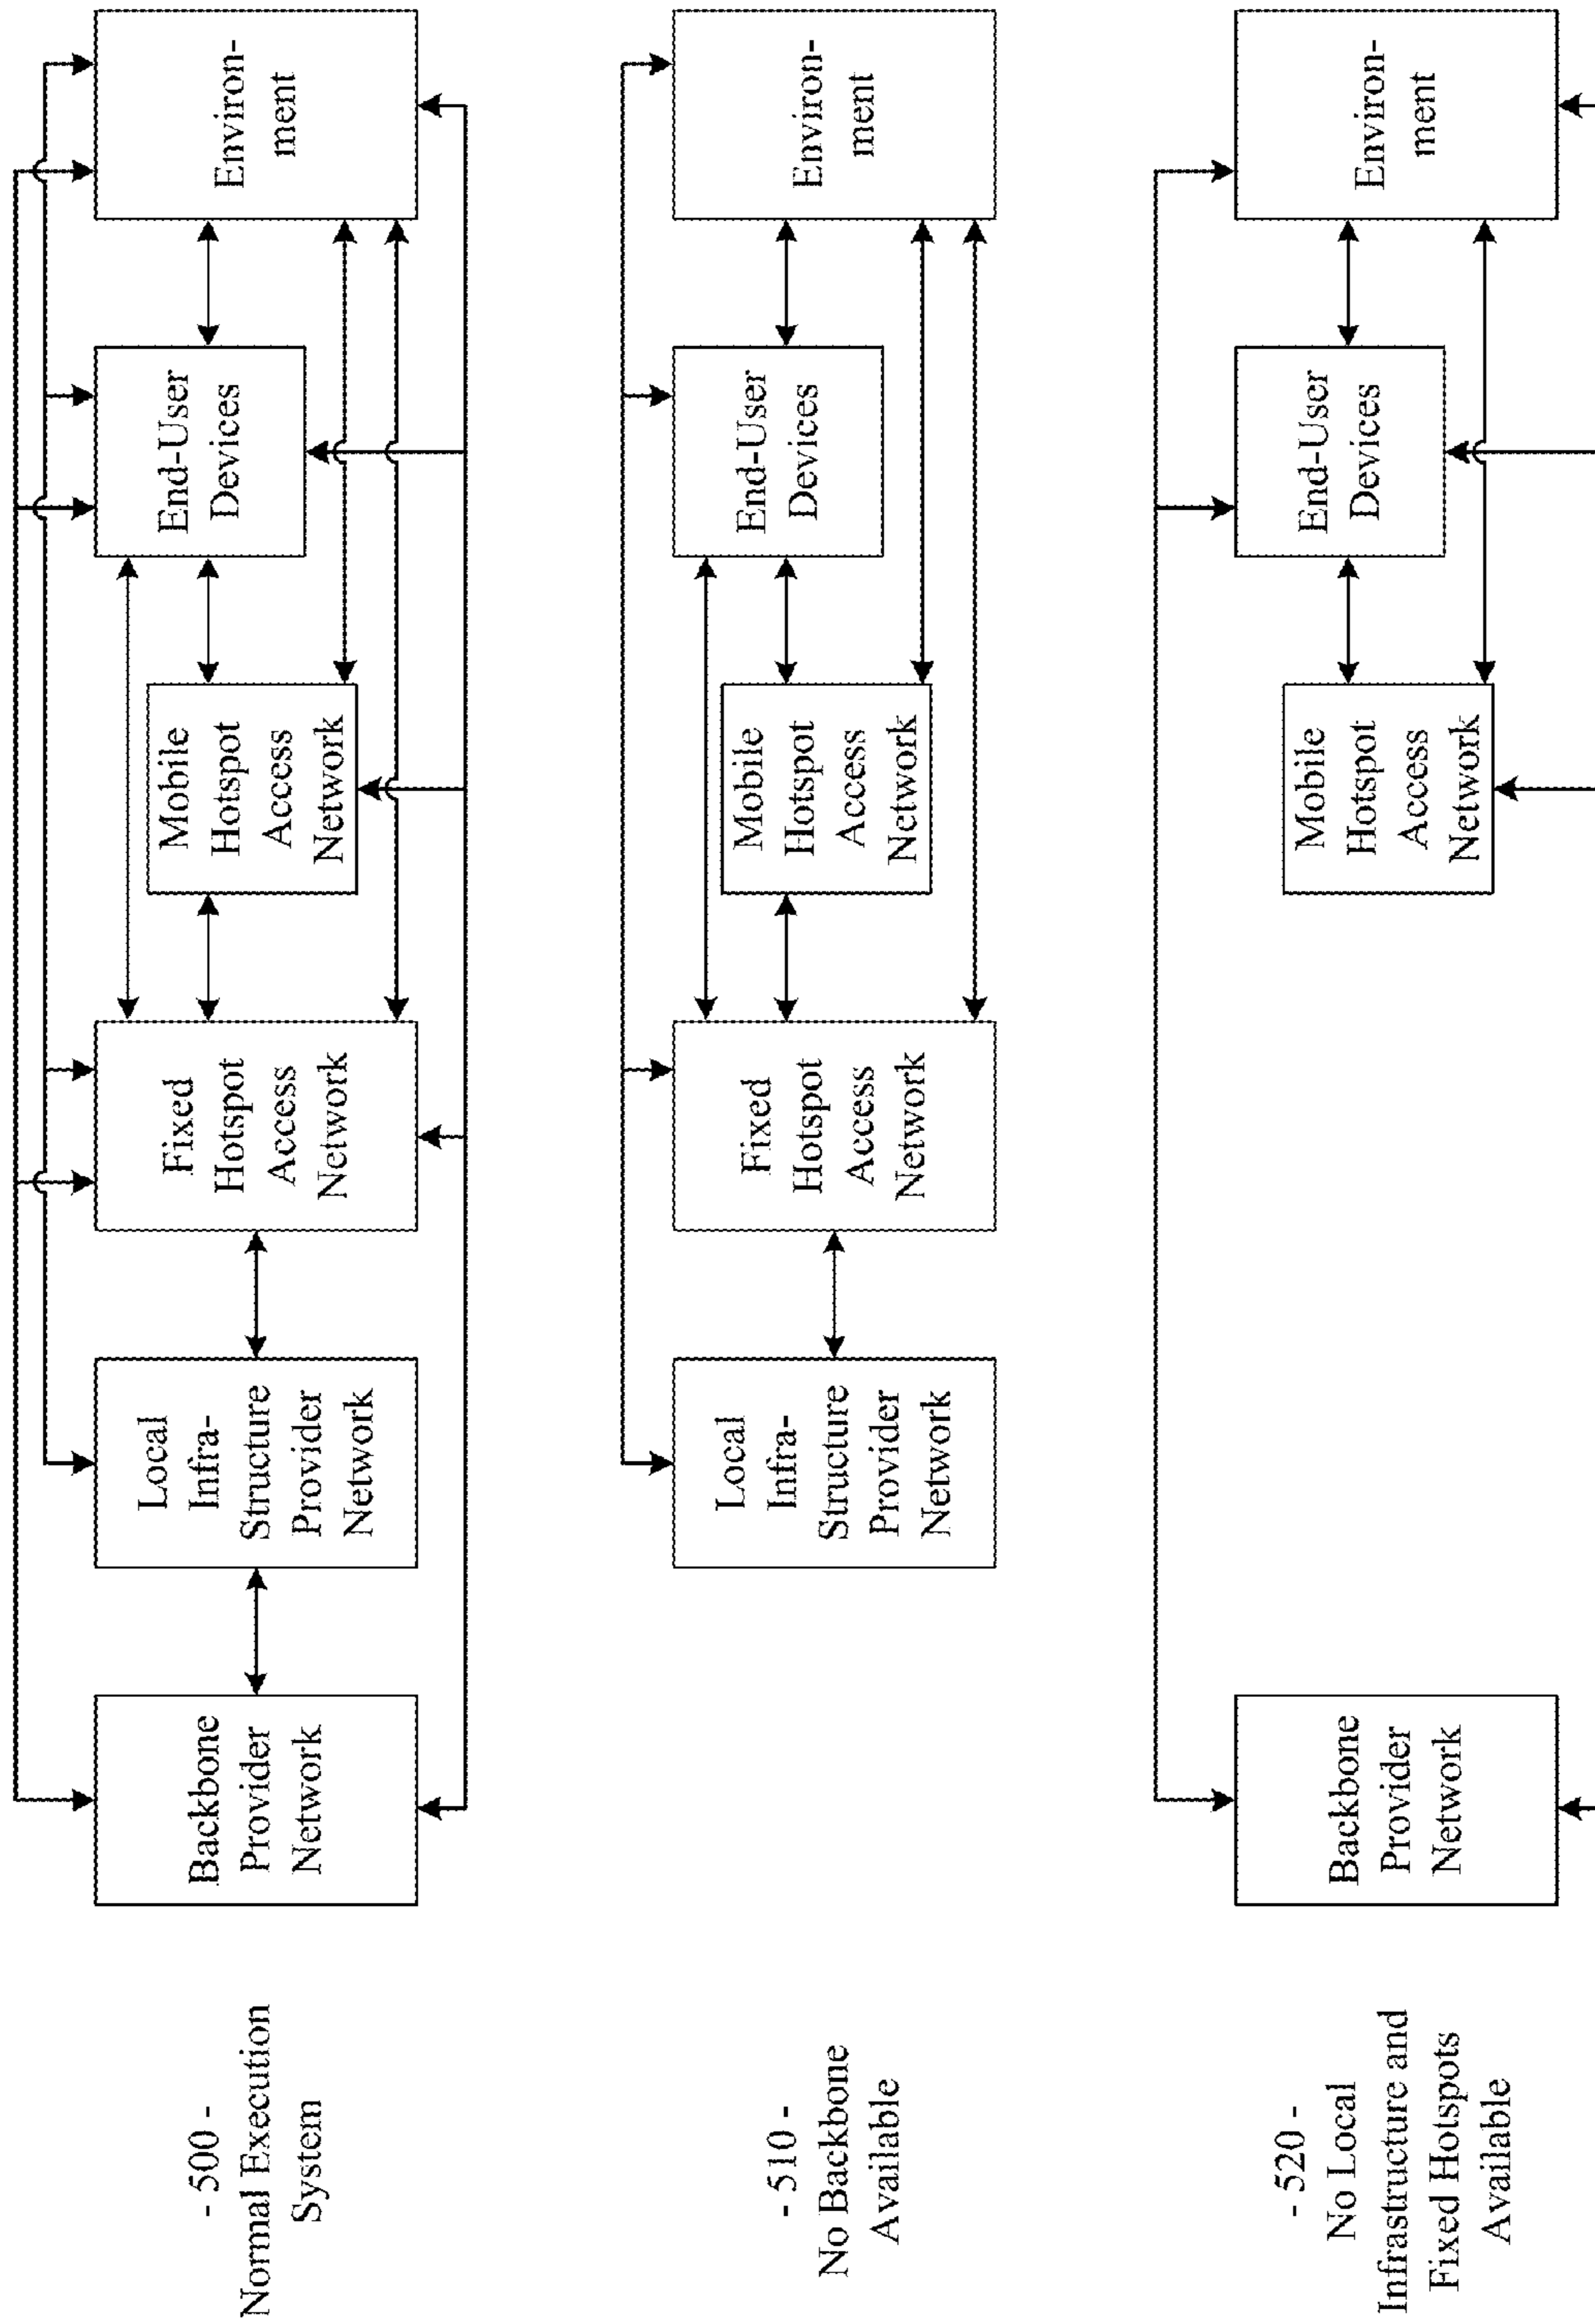 - 500 -
Normal Execution
System
Backbone
Provider
Network
Local
Infra-
Structure
Provider
Network
Fixed
Hotspot
Access
Network
Mobile
Hotspot
Access
Network
End-User
Devices
Environ-
ment
- 510 -
No Backbone
Available
Local
Infra-
Structure
Provider
Network
Fixed
Hotspot
Access
Network
Mobile
Hotspot
Access
Network
End-User
Devices
Environ-
ment
- 520 -
No Local
Infrastructure and
Fixed Hotspots
Available
Backbone
Provider
Network
Mobile
Hotspot
Access
Network
End-User
Devices
Environ-
ment